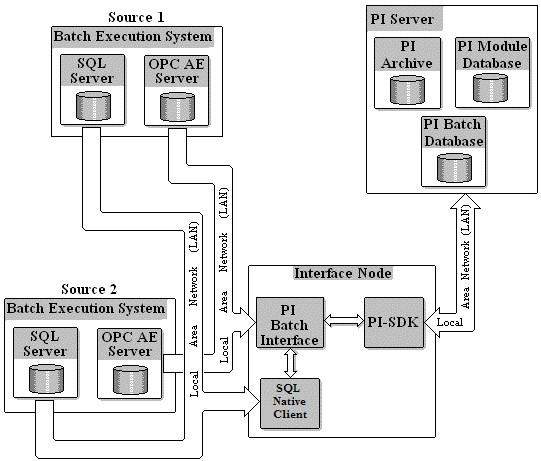 Source 1
Batch Execution System
SQL
Server
OPC AE
Server
PI Server
PI
Archive
PI Module
Database
PI Batch
Database
Local Area Network (LAN)
Local Area Network (LAN)
Local Area Network (LAN)
Source 2
Batch Execution System
SQL
Server
OPC AE
Server
Interface Node
PI
Batch
Interface
PI-SDK
SQL
Native
Client